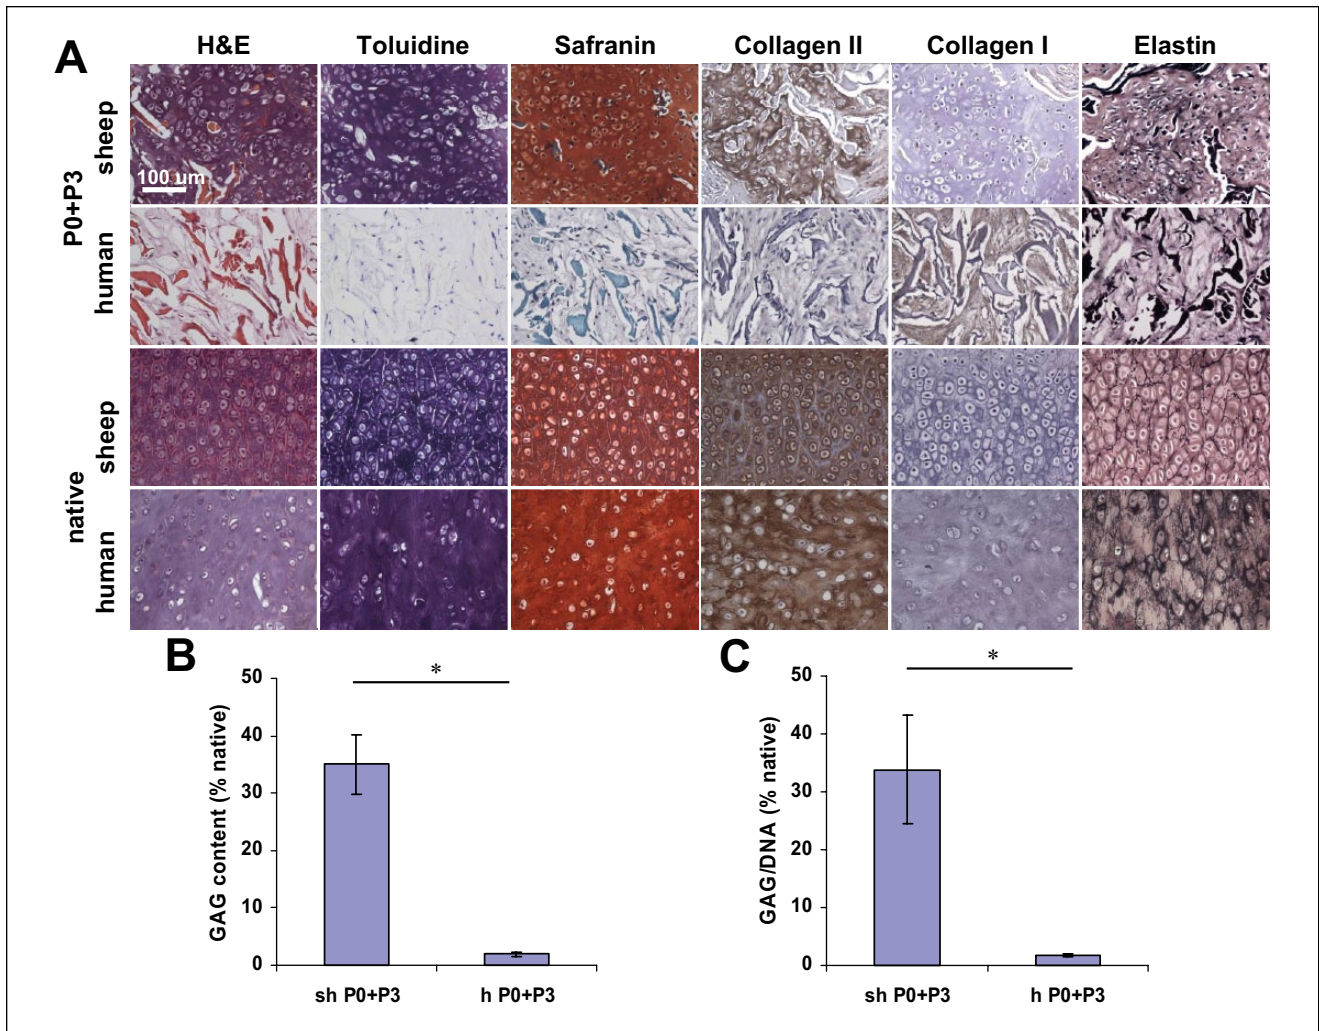 A
H&E Toluidine Safranin Collagen II Collagen I Elastin
P0+P3
sheep
100 um
human
native
sheep
human
B
*
GAG content (% native)
50
40
30
20
10
0
sh P0+P3 h P0+P3
C
*
GAG/DNA (% native)
50
40
30
20
10
0
sh P0+P3 h P0+P3